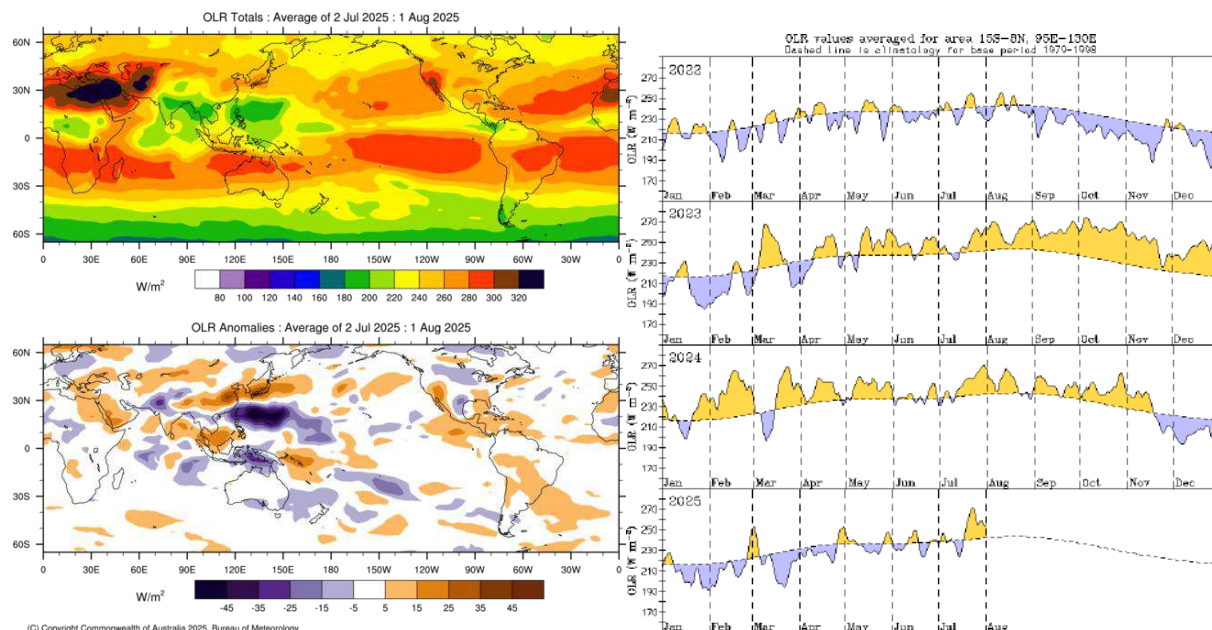 OLR Totals : Average of 2 Jul 2025 : 1 Aug 2025
60N
30N
0
30S
60S
0 30E 60E 90E 120E 150E 180 150W 120W 90W 60W 30W 0
W/m2
80 100 120 140 160 180 200 220 240 260 280 300 320
OLR Anomalies : Average of 2 Jul 2025 : 1 Aug 2025
60N
30N
0
30S
60S
0 30E 60E 90E 120E 150E 180 150W 120W 90W 60W 30W 0
W/m2
-45 -35 -25 -15 -5 5 15 25 35 45
(C) Copyright Commonwealth of Australia 2025, Bureau of Meteorology
OLR values averaged for area 15S-8N, 95E-130E
Dashed line is climatology for base period 1979-1998
2022
OLR (W m-2)
270
250
230
210
190
170
Jan Feb Mar Apr May Jun Jul Aug Sep Oct Nov Dec
2023
OLR (W m-2)
270
250
230
210
190
170
Jan Feb Mar Apr May Jun Jul Aug Sep Oct Nov Dec
2024
OLR (W m-2)
270
250
230
210
190
170
Jan Feb Mar Apr May Jun Jul Aug Sep Oct Nov Dec
2025
OLR (W m-2)
270
250
230
210
190
170
Jan Feb Mar Apr May Jun Jul Aug